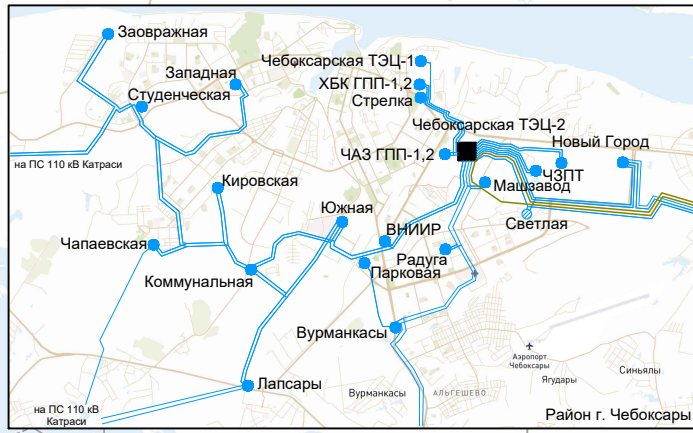 Заовражная
Чебоксарская ТЭЦ-1
Западная
ХБК ГПП-1,2
Студенческая
Стрелка
Чебоксарская ТЭЦ-2
Новый Город
на ПС 110 кВ Катраси
ЧАЗ ГПП-1,2
ЧЗПТ
Кировская
Машзавод
Южная
Светлая
ВНИИР
Чапаевская
Радуга
Коммунальная
Парковая
Вурманкасы
Аэропорт
Чебоксары
Синьялы
Лапсары
Вурманкасы
АЛЬГЕШЕВО
Ягудары
на ПС 110 кВ
Катраси
Район г. Чебоксары